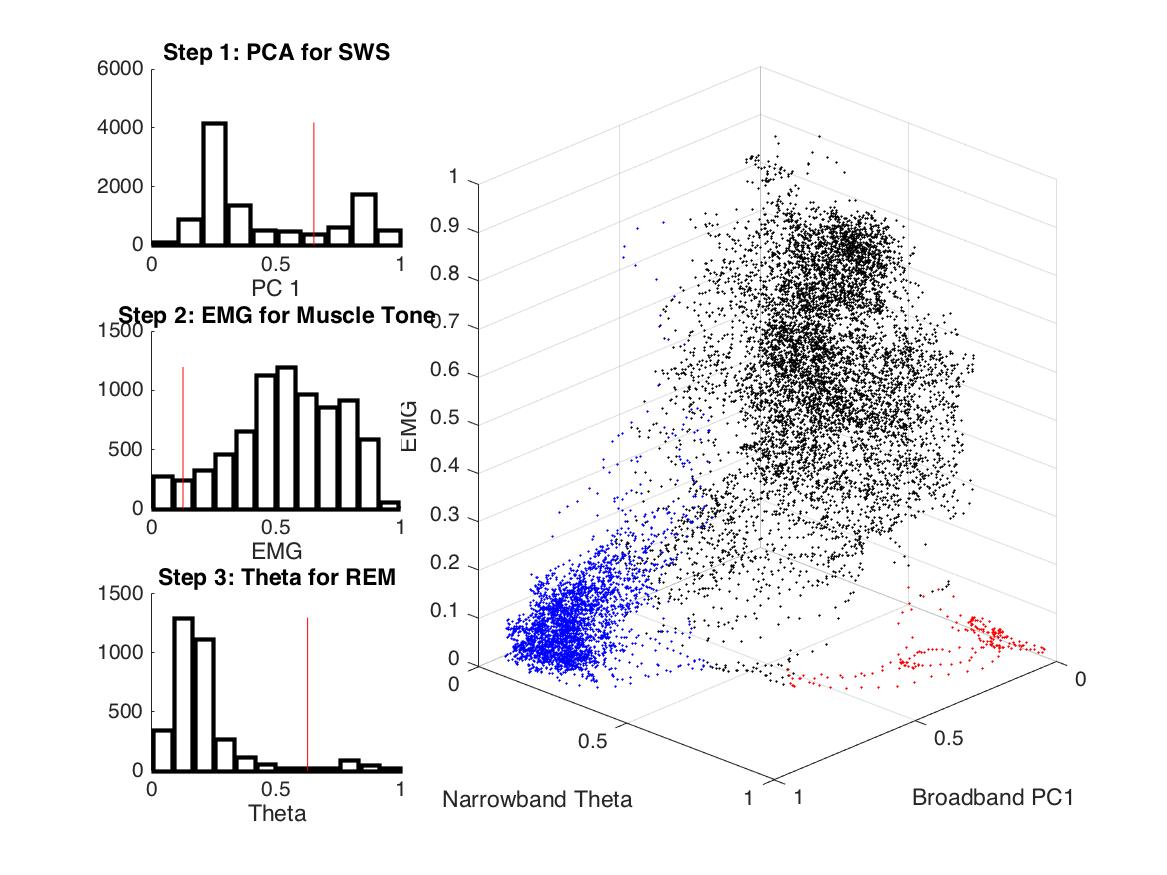 Step 1: PCA for SWS
6000
4000
2000
0
0 0.5 1
PC 1
Step 2: EMG for Muscle Tone
1500
1000
500
0
0 0.5 1
EMG
Step 3: Theta for REM
1500
1000
500
0
0 0.5 1
Theta
1
0.9
0.8
0.7
0.6
0.5
0.4
0.3
0.2
0.1
0
EMG
0
0.5
1
Narrowband Theta
1
0.5
0
Broadband PC1